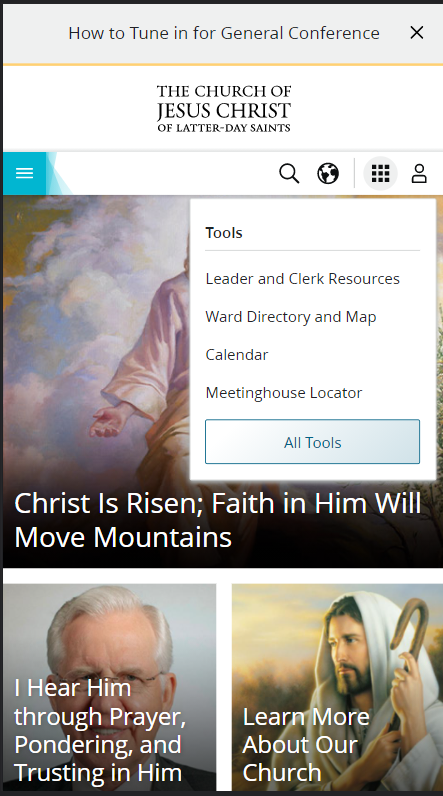 How to Tune in for General Conference
THE CHURCH OF
JESUS CHRIST
OF LATTER-DAY SAINTS
Tools
Leader and Clerk Resources
Ward Directory and Map
Calendar
Meetinghouse Locator
All Tools
Christ Is Risen; Faith in Him Will
Move Mountains
I Hear Him
through Prayer,
Pondering, and
Trusting in Him
Learn More
About Our
Church